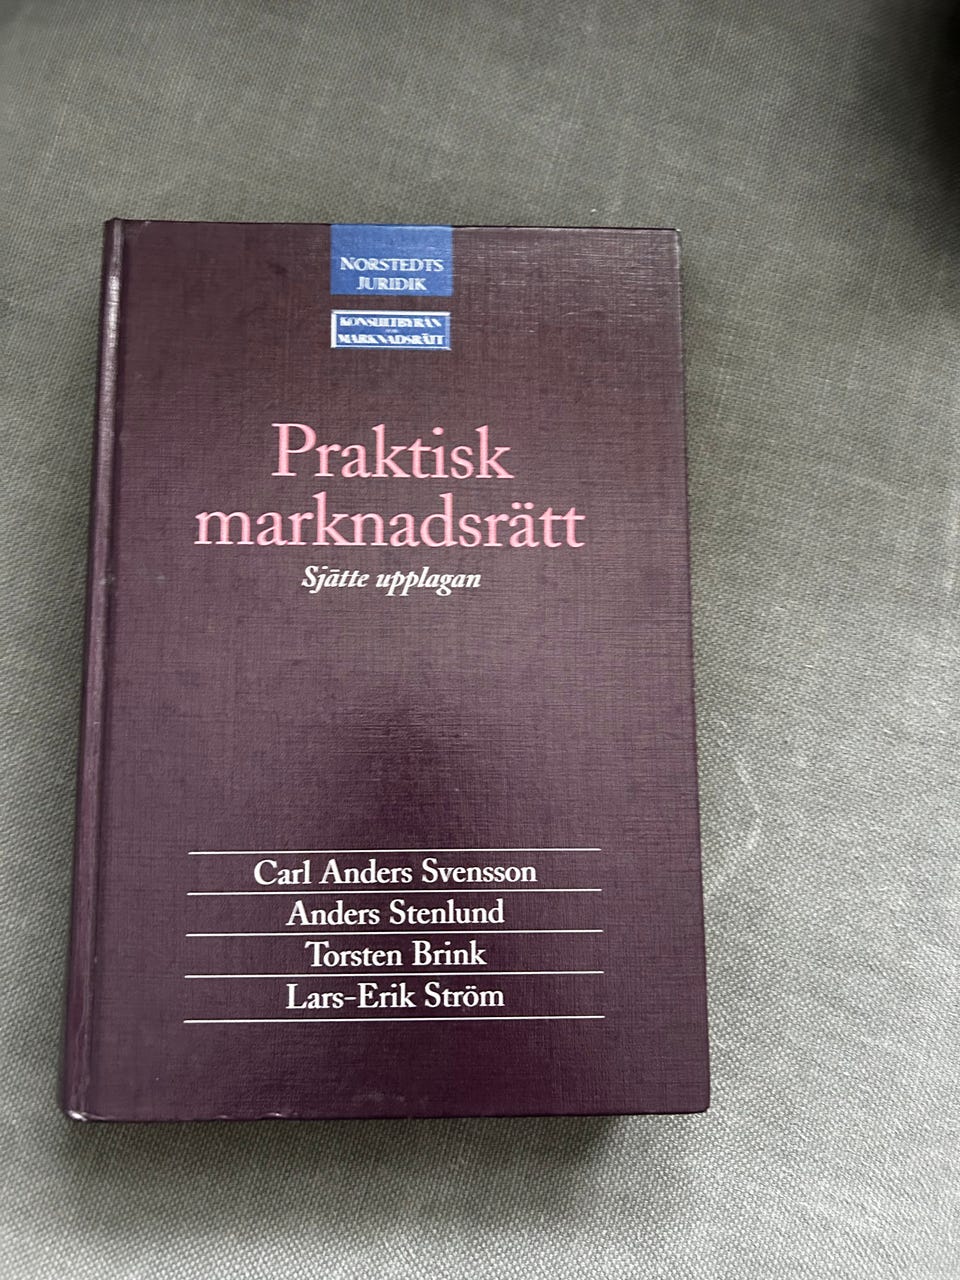 NORSTEDTS
JURIDIK
KONSULTBYRÅN
MARKNADSRÄTT
Praktisk
marknadsrätt
Sjätte upplagan
Carl Anders Svensson
Anders Stenlund
Torsten Brink
Lars-Erik Ström